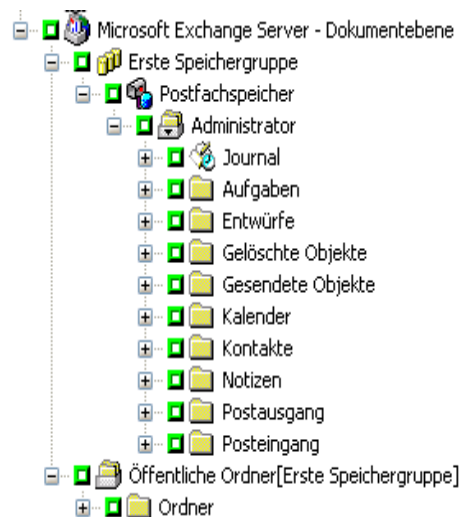 Microsoft Exchange Server - Dokumentebene
Erste Speichergruppe
Postfachspeicher
Administrator
Journal
Aufgaben
Entwürfe
Gelöschte Objekte
Gesendete Objekte
Kalender
Kontakte
Notizen
Postausgang
Posteingang
Öffentliche Ordner[Erste Speichergruppe]
Ordner